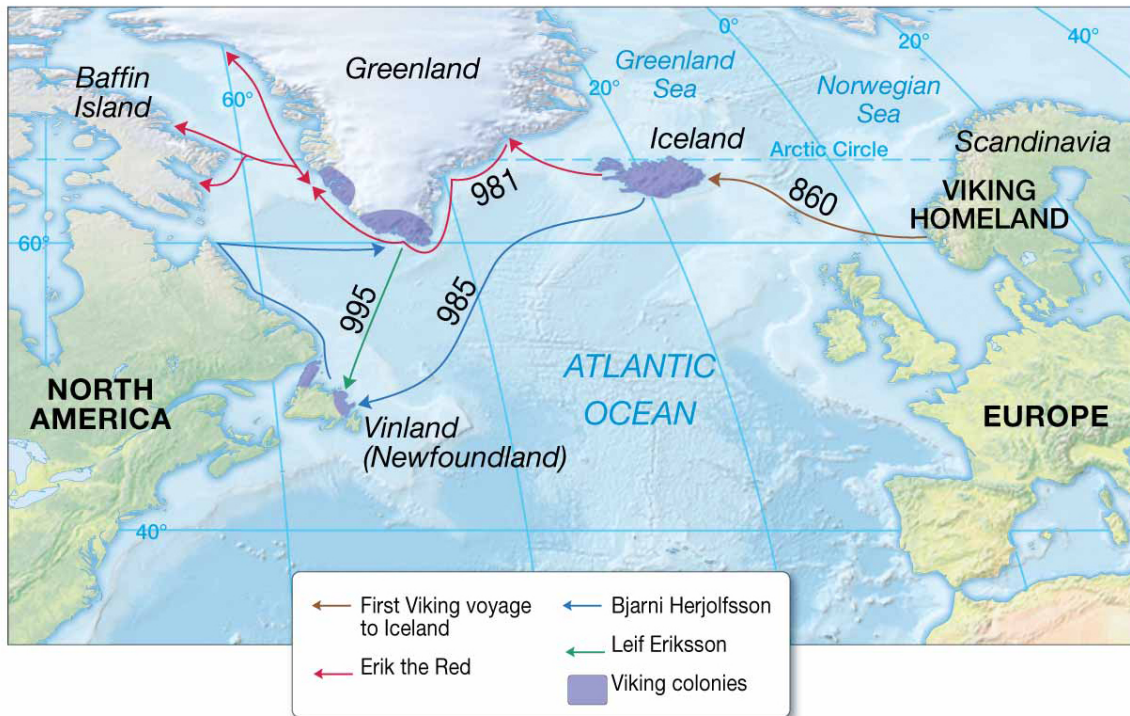 0°
20°
40°
Greenland
Sea
Norwegian
Sea
Baffin
Island
60°
Greenland
20°
Iceland
Arctic Circle
Scandinavia
VIKING
HOMELAND
981
860
60°
995
985
ATLANTIC
OCEAN
NORTH
AMERICA
EUROPE
Vinland
(Newfoundland)
40°
First Viking voyage
to Iceland
Erik the Red
Bjarni Herjolfsson
Leif Eriksson
Viking colonies